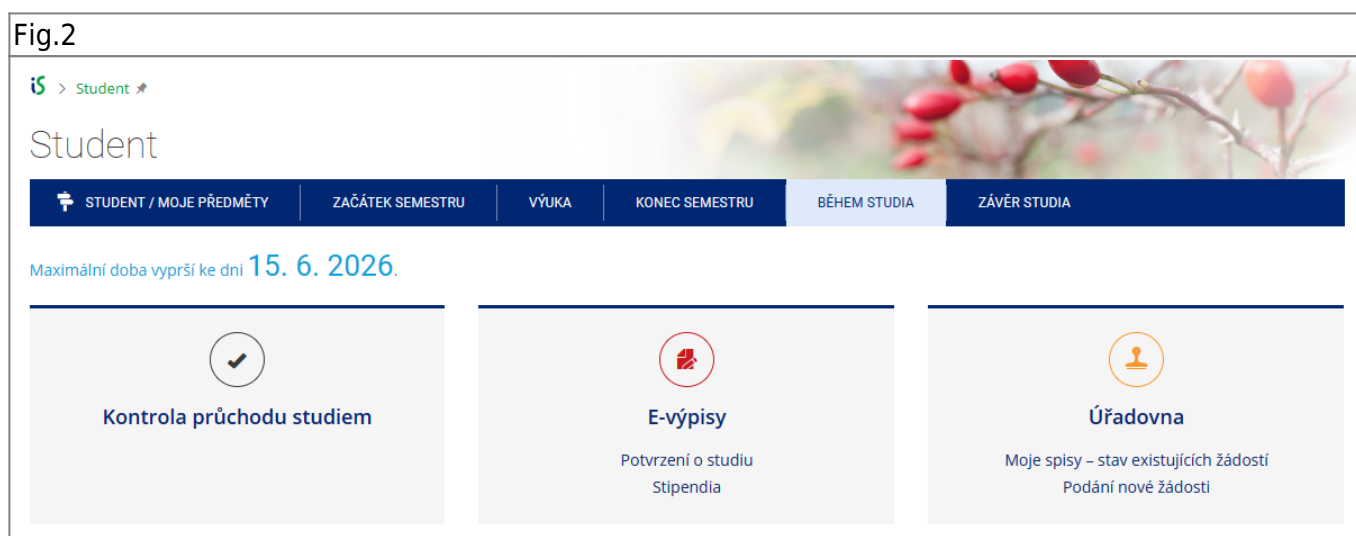 Fig.2
iS > Student
Student
STUDENT / MOJE PŘEDMĚTY ZAČÁTEK SEMESTRU VÝUKA KONEC SEMESTRU BĚHEM STUDIA ZÁVĚR STUDIA
Maximální doba vyprší ke dni 15. 6. 2026.
Kontrola průchodu studiem
E-výpisy
Potvrzení o studiu
Stipendia
Úřadovna
Moje spisy – stav existujících žádostí
Podání nové žádosti